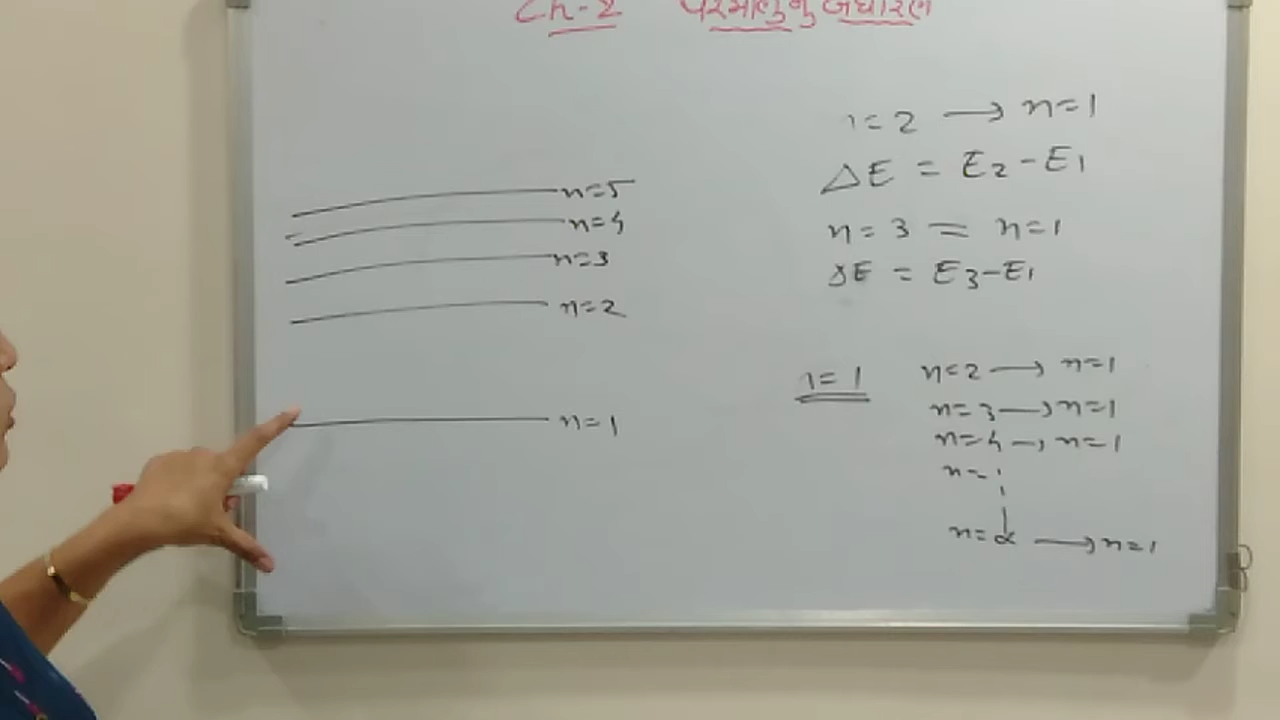 Ch-2 પરમાણુનું બંધારણ
n=5
n=4
n=3
n=2
n=1
n=2 → n=1
ΔE = E2-E1
n=3 = n=1
ΔE = E3-E1
n=1
n=2 → n=1
n=3 → n=1
n=4 → n=1
n=
n=α → n=1